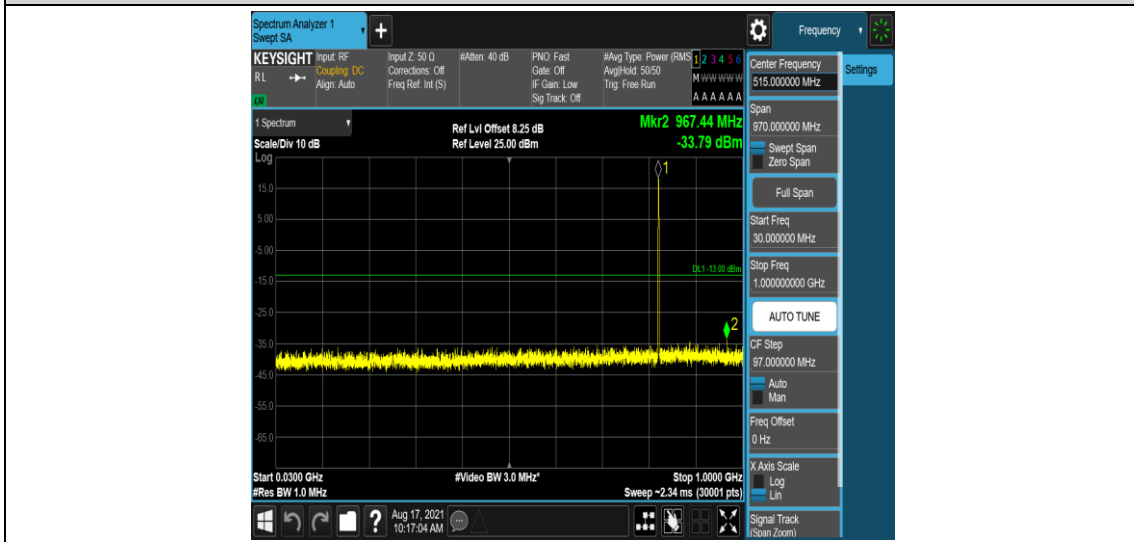 Spectrum Analyzer 1
Swept SA
+
Frequency
KEYSIGHT
RL
LXI
Input: RF
Coupling: DC
Align: Auto
Input Z: 50 Ω
Corrections: Off
Freq Ref: Int (S)
#Atten: 40 dB
PNO: Fast
Gate: Off
IF Gain: Low
Sig Track: Off
#Avg Type: Power (RMS
Avg|Hold: 50/50
Trig: Free Run
1 2 3 4 5 6
M W W W W W
A A A A A A
1 Spectrum
Scale/Div 10 dB
Ref Lvl Offset 8.25 dB
Ref Level 25.00 dBm
Mkr2 967.44 MHz
-33.79 dBm
Log
15.0
5.00
-5.00
-15.0
-25.0
-35.0
-45.0
-55.0
-65.0
1
DL1 -13.00 dBm
2
Start 0.0300 GHz
#Res BW 1.0 MHz
#Video BW 3.0 MHz*
Stop 1.0000 GHz
Sweep ~2.34 ms (30001 pts)
Center Frequency
515.000000 MHz
Settings
Span
970.000000 MHz
Swept Span
Zero Span
Full Span
Start Freq
30.000000 MHz
Stop Freq
1.000000000 GHz
AUTO TUNE
CF Step
97.000000 MHz
Auto
Man
Freq Offset
0 Hz
X Axis Scale
Log
Lin
Signal Track
(Span Zoom)
?
Aug 17, 2021
10:17:04 AM